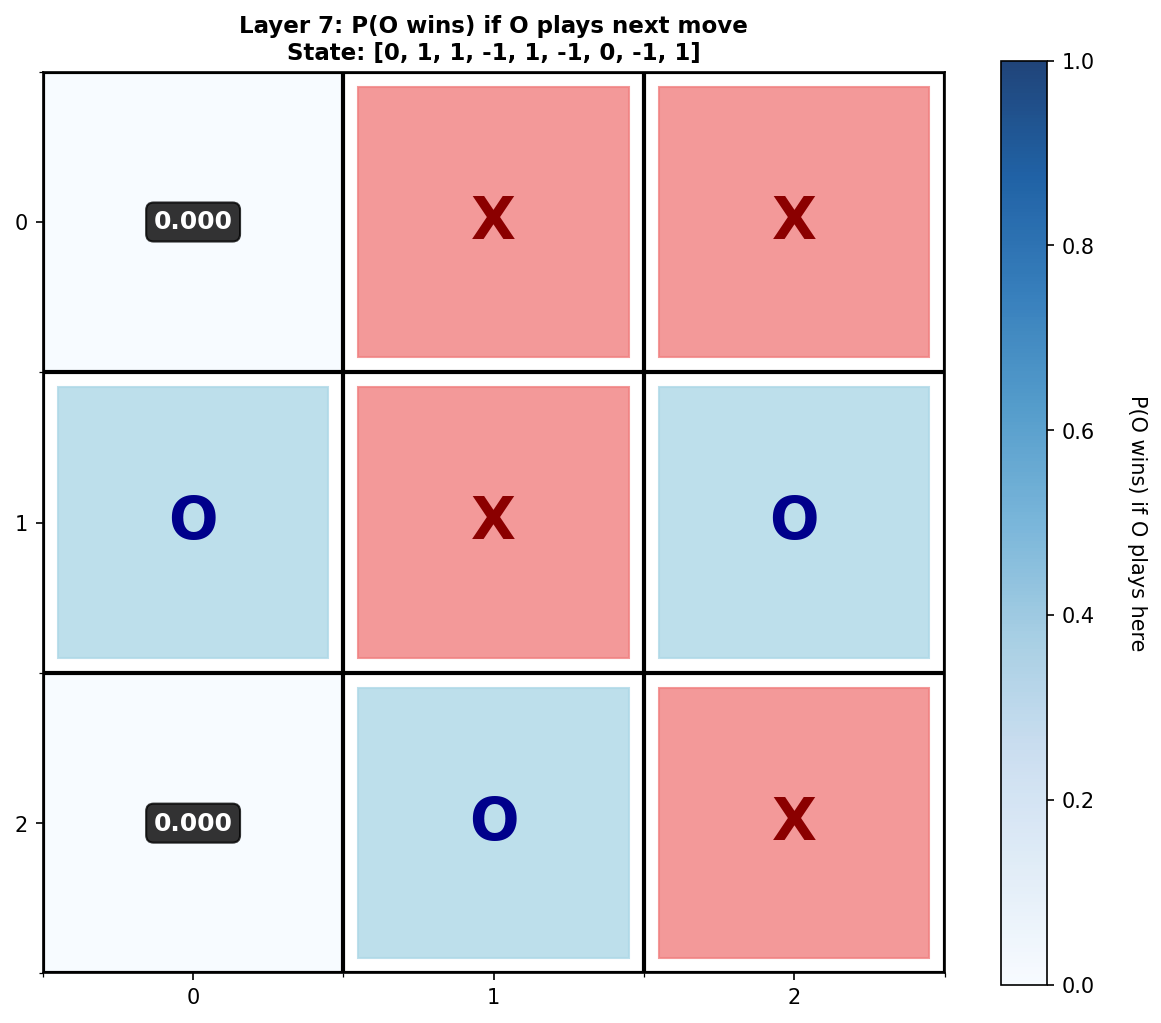 Layer 7: P(O wins) if O plays next move
State: [0, 1, 1, -1, 1, -1, 0, -1, 1]
0.000 X X
O X O
0.000 O X
0
1
2
0 1 2
1.0
0.8
0.6
0.4
0.2
0.0
P(O wins) if O plays here